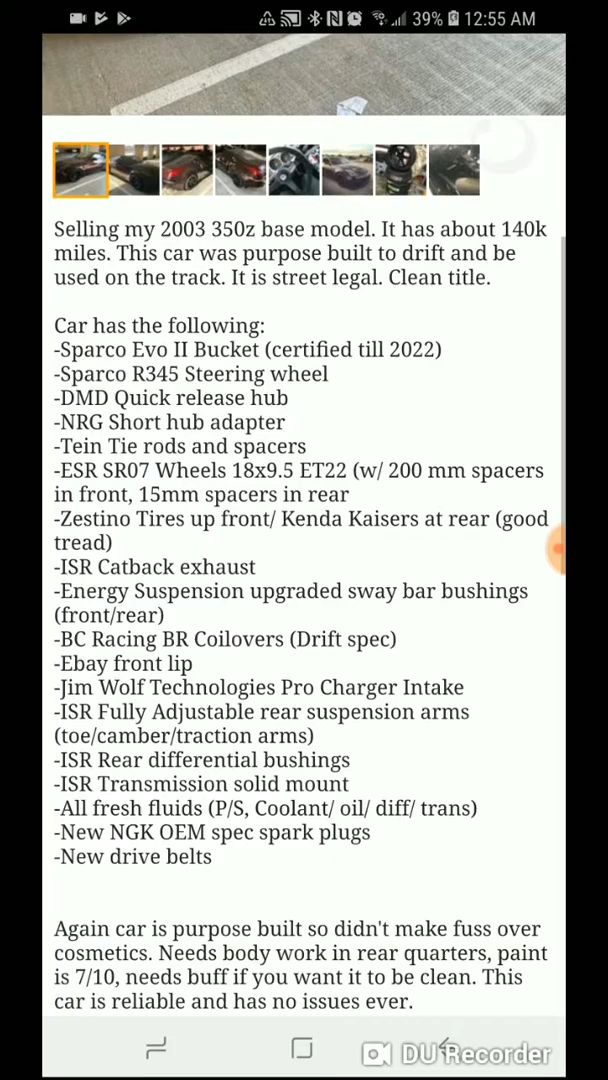 39% 12:55 AM
Selling my 2003 350z base model. It has about 140k
miles. This car was purpose built to drift and be
used on the track. It is street legal. Clean title.
Car has the following:
-Sparco Evo II Bucket (certified till 2022)
-Sparco R345 Steering wheel
-DMD Quick release hub
-NRG Short hub adapter
-Tein Tie rods and spacers
-ESR SR07 Wheels 18x9.5 ET22 (w/ 200 mm spacers
in front, 15mm spacers in rear
-Zestino Tires up front/ Kenda Kaisers at rear (good
tread)
-ISR Catback exhaust
-Energy Suspension upgraded sway bar bushings
(front/rear)
-BC Racing BR Coilovers (Drift spec)
-Ebay front lip
-Jim Wolf Technologies Pro Charger Intake
-ISR Fully Adjustable rear suspension arms
(toe/camber/traction arms)
-ISR Rear differential bushings
-ISR Transmission solid mount
-All fresh fluids (P/S, Coolant/ oil/ diff/ trans)
-New NGK OEM spec spark plugs
-New drive belts
Again car is purpose built so didn't make fuss over
cosmetics. Needs body work in rear quarters, paint
is 7/10, needs buff if you want it to be clean. This
car is reliable and has no issues ever.
DU Recorder